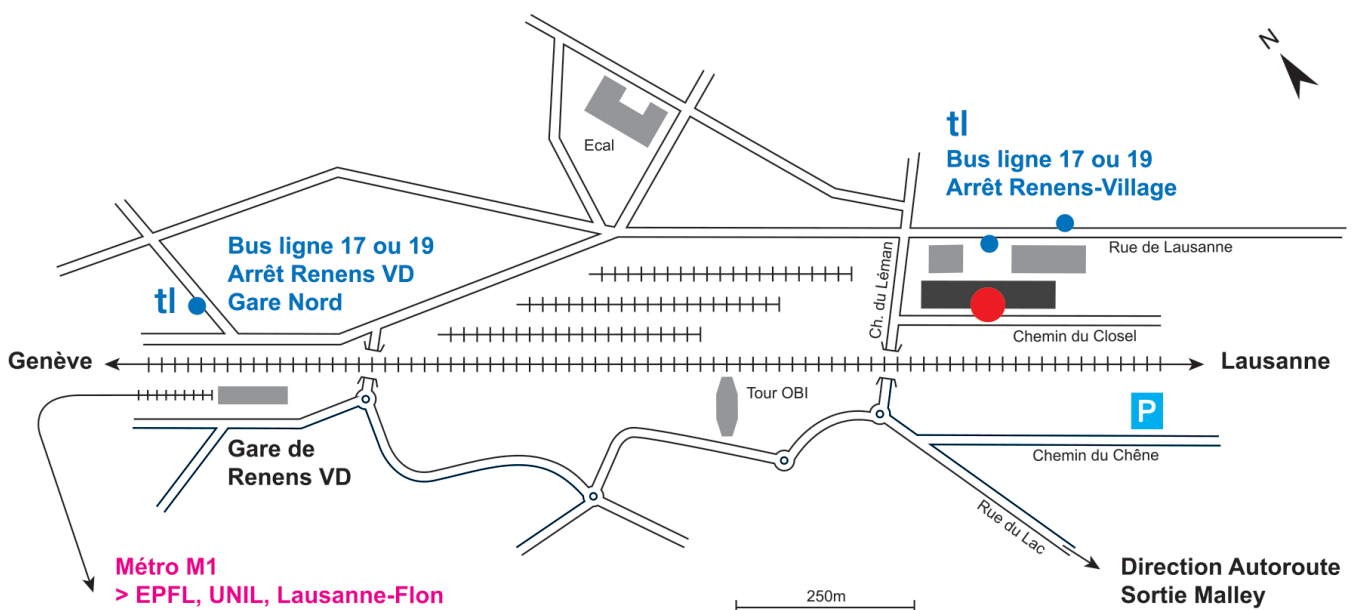 N
tl
Bus ligne 17 ou 19
Arrêt Renens-Village
Ecal
Rue de Lausanne
Bus ligne 17 ou 19
Arrêt Renens VD
Gare Nord
tl
Ch. du Léman
Chemin du Closel
Genève
Lausanne
Tour OBI
P
Gare de
Renens VD
Chemin du Chêne
Rue du Lac
Métro M1
> EPFL, UNIL, Lausanne-Flon
Direction Autoroute
Sortie Malley
250m